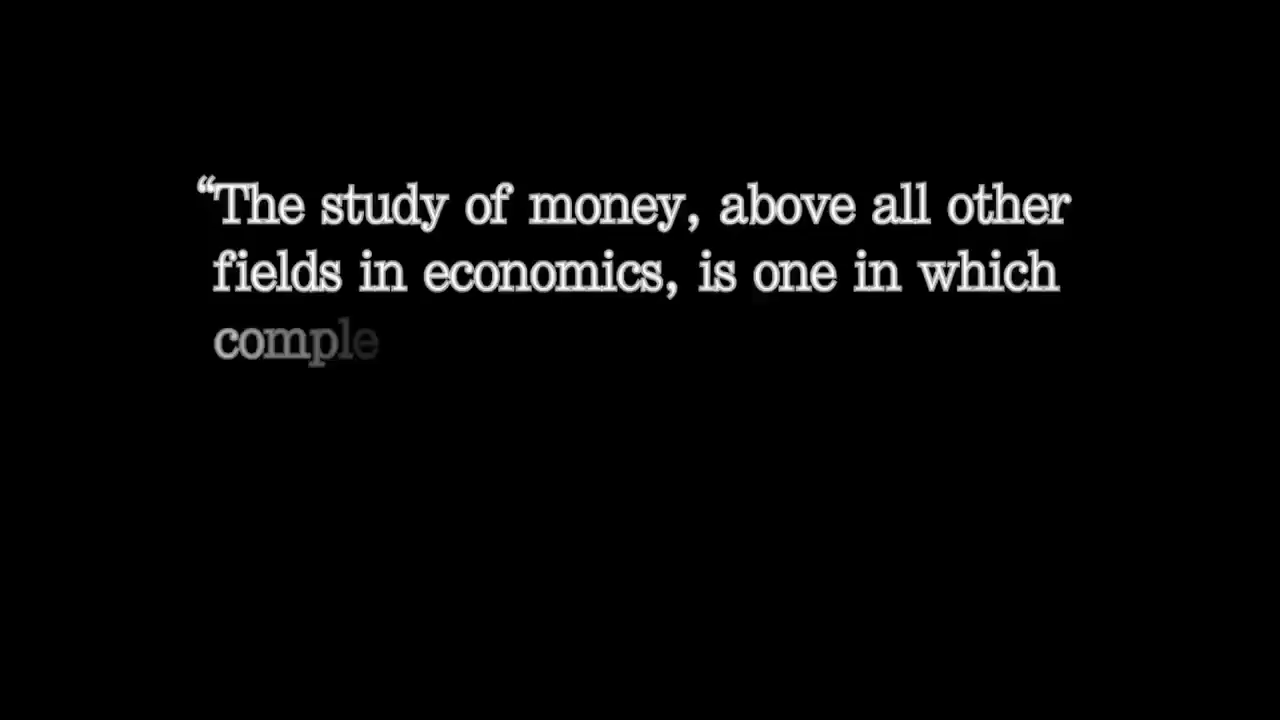 “The study of money, above all other
fields in economics, is one in which
comple